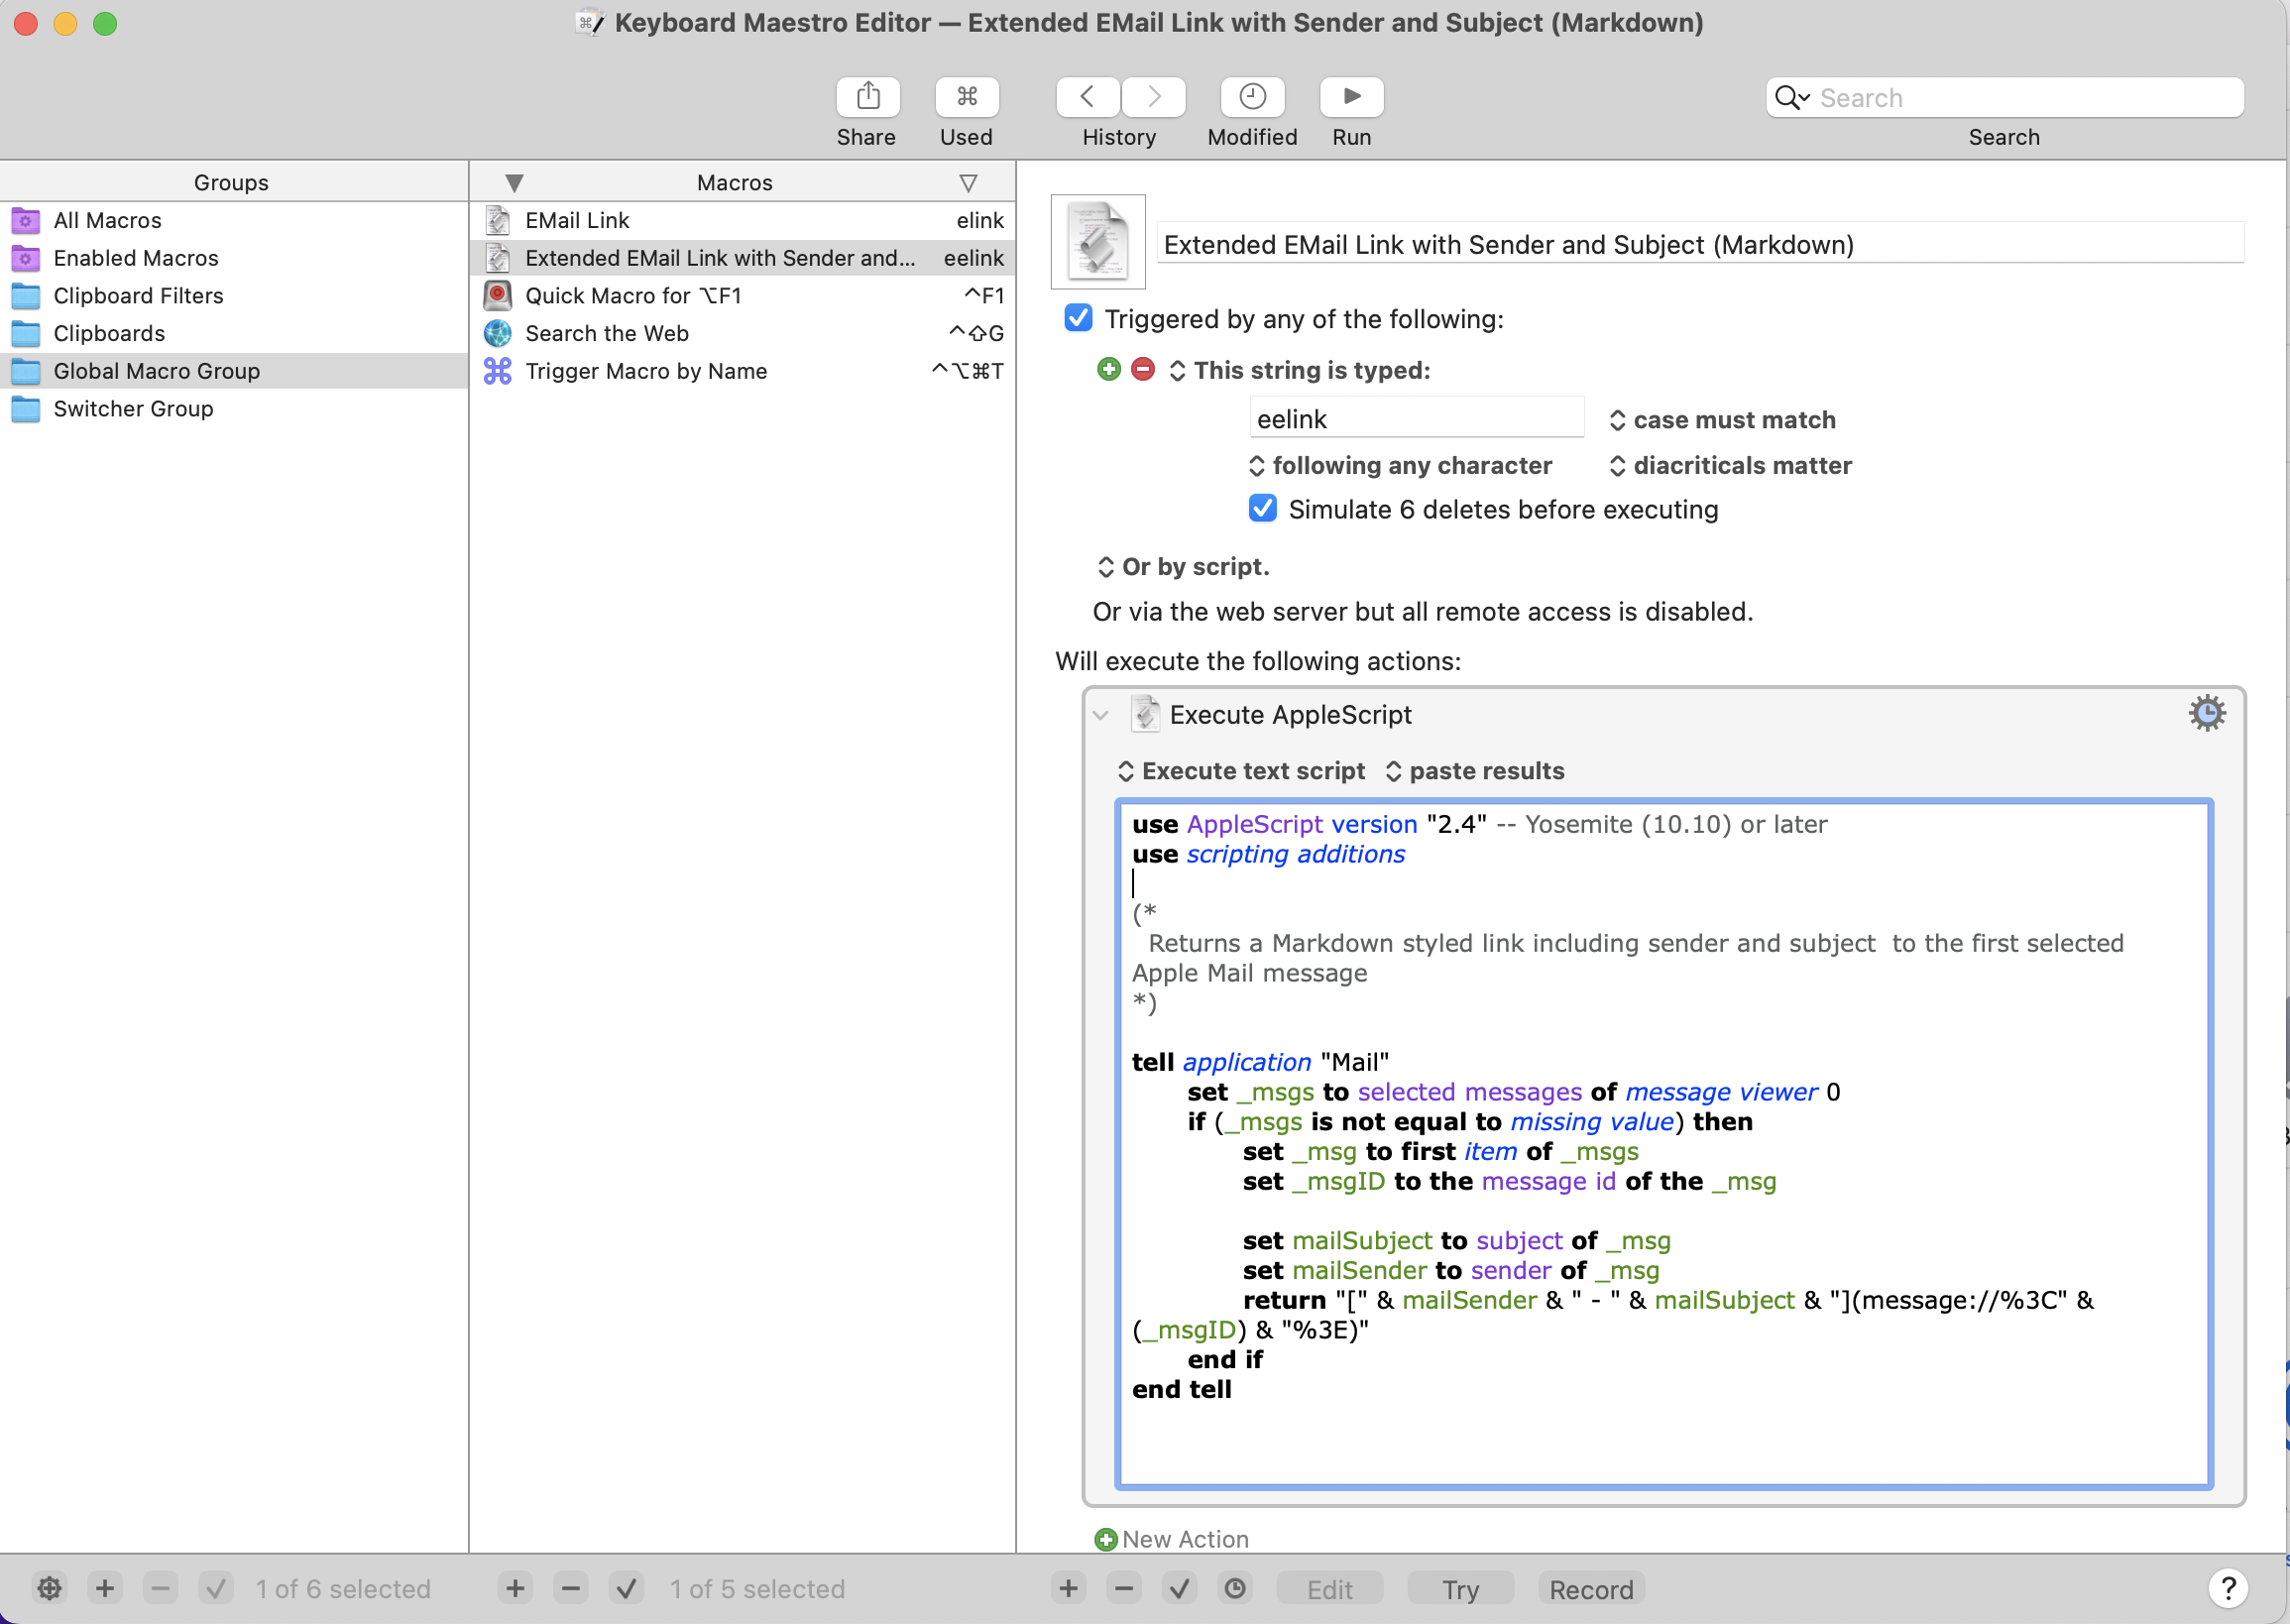 Keyboard Maestro Editor — Extended EMail Link with Sender and Subject (Markdown)
Share
Used
History
Modified
Run
Search
Search
Groups
All Macros
Enabled Macros
Clipboard Filters
Clipboards
Global Macro Group
Switcher Group
Macros
EMail Link elink
Extended EMail Link with Sender and... eelink
Quick Macro for ⌥F1 ^F1
Search the Web ^⇧G
Trigger Macro by Name ^⌥⌘T
Extended EMail Link with Sender and Subject (Markdown)
Triggered by any of the following:
This string is typed:
eelink case must match
following any character diacriticals matter
Simulate 6 deletes before executing
Or by script.
Or via the web server but all remote access is disabled.
Will execute the following actions:
Execute AppleScript
Execute text script paste results
use AppleScript version "2.4" -- Yosemite (10.10) or later
use scripting additions
(*
Returns a Markdown styled link including sender and subject  to the first selected
Apple Mail message
*)
tell application "Mail"
set _msgs to selected messages of message viewer 0
if (_msgs is not equal to missing value) then
set _msg to first item of _msgs
set _msgID to the message id of the _msg
set mailSubject to subject of _msg
set mailSender to sender of _msg
return "[" & mailSender & " - " & mailSubject & "](message://%3C" &
(_msgID) & "%3E)"
end if
end tell
New Action
1 of 6 selected
1 of 5 selected
Edit
Try
Record
?